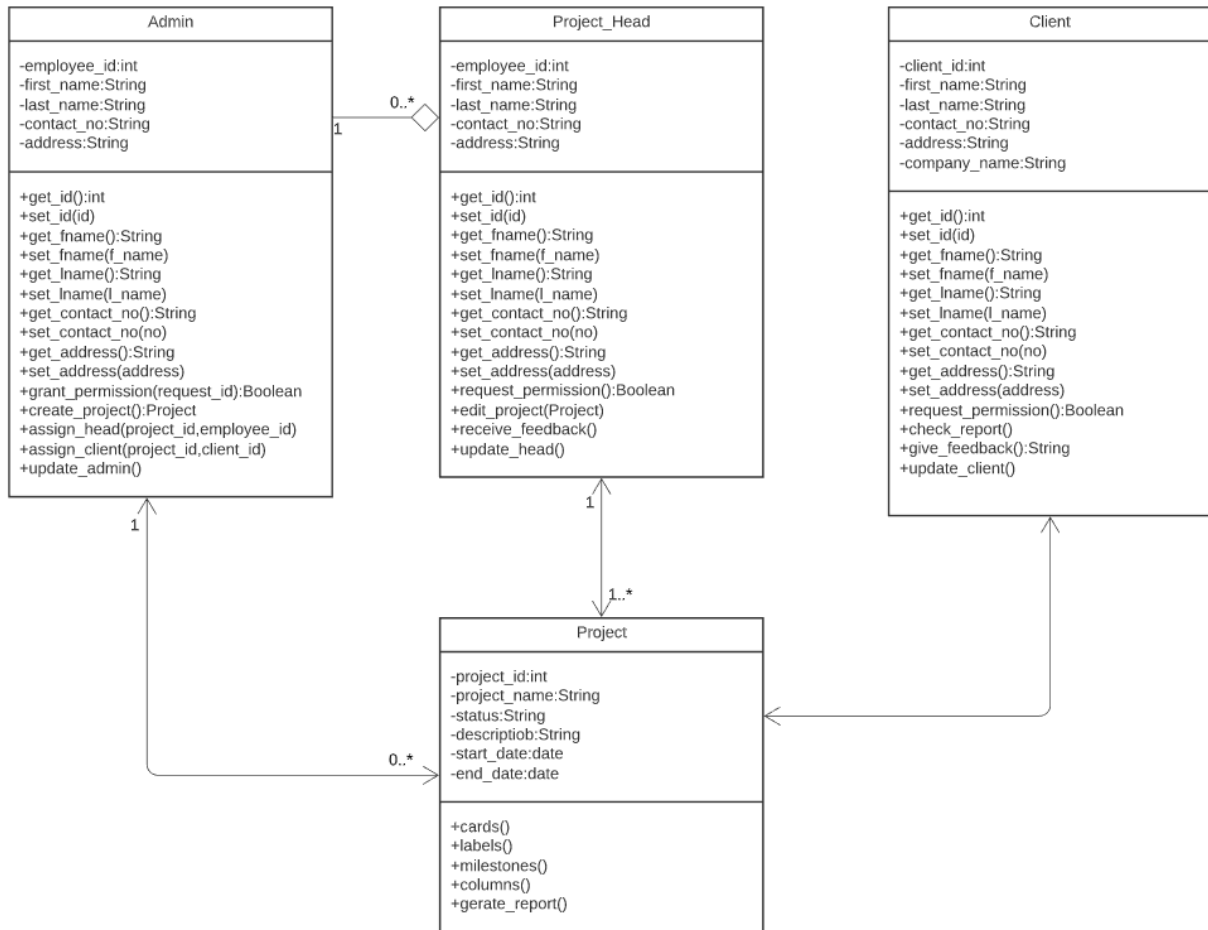 Admin
-employee_id:int
-first_name:String
-last_name:String
-contact_no:String
-address:String
+get_id():int
+set_id(id)
+get_fname():String
+set_fname(f_name)
+get_lname():String
+set_lname(l_name)
+get_contact_no():String
+set_contact_no(no)
+get_address():String
+set_address(address)
+grant_permission(request_id):Boolean
+create_project():Project
+assign_head(project_id,employee_id)
+assign_client(project_id,client_id)
+update_admin()
1
0..*
Project_Head
-employee_id:int
-first_name:String
-last_name:String
-contact_no:String
-address:String
+get_id():int
+set_id(id)
+get_fname():String
+set_fname(f_name)
+get_lname():String
+set_lname(l_name)
+get_contact_no():String
+set_contact_no(no)
+get_address():String
+set_address(address)
+request_permission():Boolean
+edit_project(Project)
+receive_feedback()
+update_head()
Client
-client_id:int
-first_name:String
-last_name:String
-contact_no:String
-address:String
-company_name:String
+get_id():int
+set_id(id)
+get_fname():String
+set_fname(f_name)
+get_lname():String
+set_lname(l_name)
+get_contact_no():String
+set_contact_no(no)
+get_address():String
+set_address(address)
+request_permission():Boolean
+check_report()
+give_feedback():String
+update_client()
1
1
1..*
0..*
Project
-project_id:int
-project_name:String
-status:String
-descriptiob:String
-start_date:date
-end_date:date
+cards()
+labels()
+milestones()
+columns()
+gerate_report()